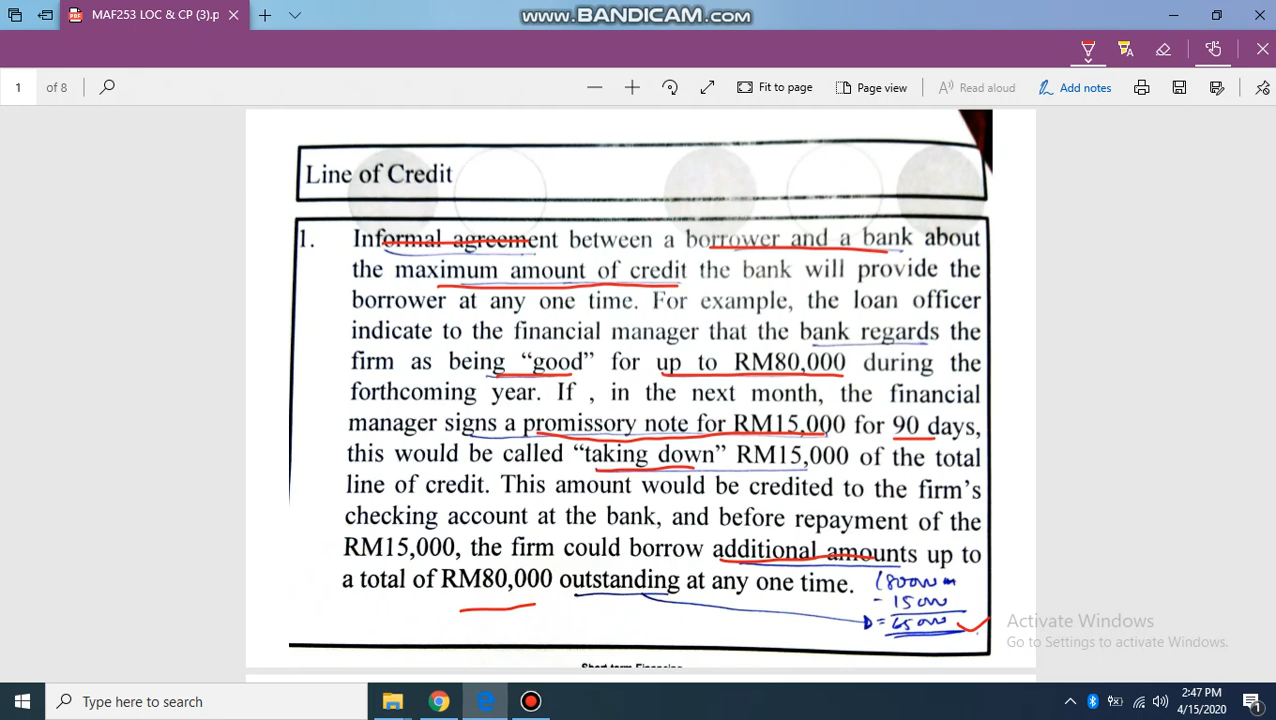 MAF253 LOC & CP (3).p
www.BANDICAM.com
1 of 8
Fit to page
Page view
Read aloud
Add notes
Line of Credit
1. Informal agreement between a borrower and a bank about
the maximum amount of credit the bank will provide the
borrower at any one time. For example, the loan officer
indicate to the financial manager that the bank regards the
firm as being “good” for up to RM80,000 during the
forthcoming year. If , in the next month, the financial
manager signs a promissory note for RM15,000 for 90 days,
this would be called “taking down” RM15,000 of the total
line of credit. This amount would be credited to the firm’s
checking account at the bank, and before repayment of the
RM15,000, the firm could borrow additional amounts up to
a total of RM80,000 outstanding at any one time.
Short-term Financing
Activate Windows
Go to Settings to activate Windows.
Type here to search
2:47 PM
4/15/2020
1